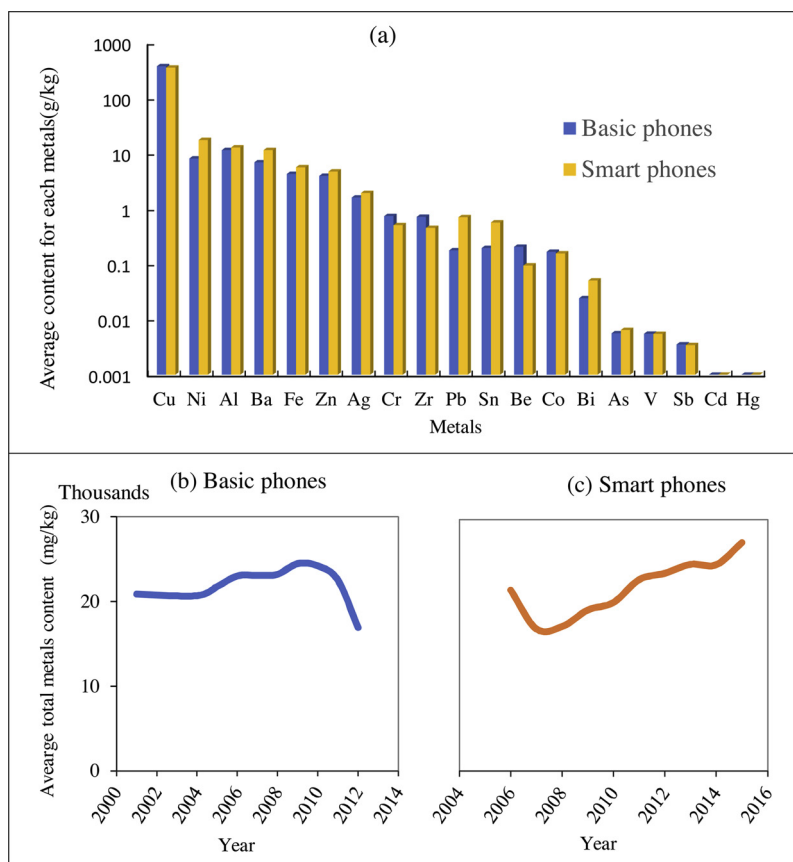 (a)
Average content for each metals(g/kg)
1000
100
10
1
0.1
0.01
0.001
Basic phones
Smart phones
Cu Ni Al Ba Fe Zn Ag Cr Zr Pb Sn Be Co Bi As V Sb Cd Hg
Metals
Thousands
(b) Basic phones
Avearge total metals content (mg/kg)
30
20
10
0
2000 2002 2004 2006 2008 2010 2012 2014
Year
(c) Smart phones
2004 2006 2008 2010 2012 2014 2016
Year